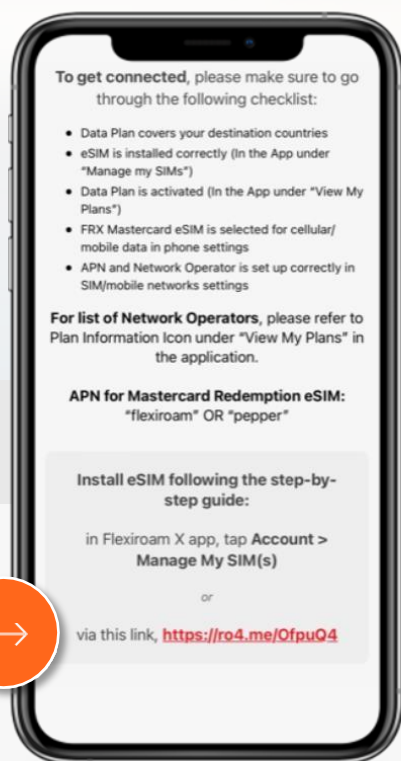 To get connected, please make sure to go
through the following checklist:
• Data Plan covers your destination countries
• eSIM is installed correctly (In the App under
"Manage my SIMs")
• Data Plan is activated (In the App under "View My
Plans")
• FRX Mastercard eSIM is selected for cellular/
mobile data in phone settings
• APN and Network Operator is set up correctly in
SIM/mobile networks settings
For list of Network Operators, please refer to
Plan Information Icon under "View My Plans" in
the application.
APN for Mastercard Redemption eSIM:
"flexiroam" OR "pepper"
Install eSIM following the step-by-
step guide:
in Flexiroam X app, tap Account >
Manage My SIM(s)
or
via this link, https://ro4.me/OfpuQ4